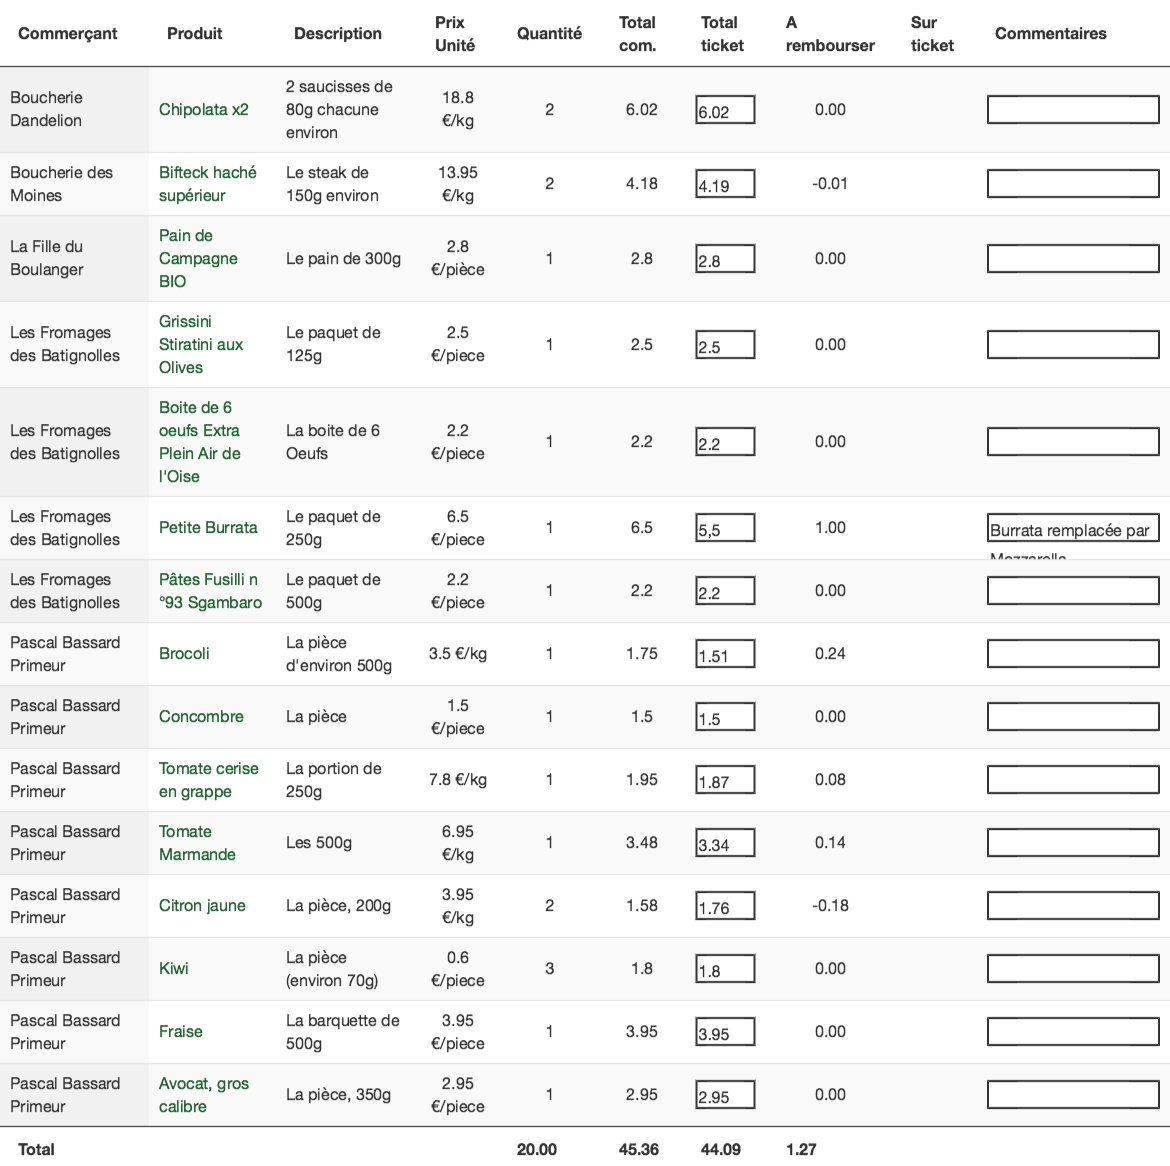 Commerçant Produit Description Prix Unité Quantité Total com. Total ticket A rembourser Sur ticket Commentaires
Boucherie Dandelion Chipolata x2 2 saucisses de 80g chacune environ 18.8 €/kg 2 6.02 6.02 0.00
Boucherie des Moines Bifteck haché supérieur Le steak de 150g environ 13.95 €/kg 2 4.18 4.19 -0.01
La Fille du Boulanger Pain de Campagne BIO Le pain de 300g 2.8 €/pièce 1 2.8 2.8 0.00
Les Fromages des Batignolles Grissini Stiratini aux Olives Le paquet de 125g 2.5 €/piece 1 2.5 2.5 0.00
Les Fromages des Batignolles Boite de 6 oeufs Extra Plein Air de l'Oise La boite de 6 Oeufs 2.2 €/piece 1 2.2 2.2 0.00
Les Fromages des Batignolles Petite Burrata Le paquet de 250g 6.5 €/piece 1 6.5 5,5 1.00 Burrata remplacée par Mozzarella
Les Fromages des Batignolles Pâtes Fusilli n °93 Sgambaro Le paquet de 500g 2.2 €/piece 1 2.2 2.2 0.00
Pascal Bassard Primeur Brocoli La pièce d'environ 500g 3.5 €/kg 1 1.75 1.51 0.24
Pascal Bassard Primeur Concombre La pièce 1.5 €/piece 1 1.5 1.5 0.00
Pascal Bassard Primeur Tomate cerise en grappe La portion de 250g 7.8 €/kg 1 1.95 1.87 0.08
Pascal Bassard Primeur Tomate Marmande Les 500g 6.95 €/kg 1 3.48 3.34 0.14
Pascal Bassard Primeur Citron jaune La pièce, 200g 3.95 €/kg 2 1.58 1.76 -0.18
Pascal Bassard Primeur Kiwi La pièce (environ 70g) 0.6 €/piece 3 1.8 1.8 0.00
Pascal Bassard Primeur Fraise La barquette de 500g 3.95 €/piece 1 3.95 3.95 0.00
Pascal Bassard Primeur Avocat, gros calibre La pièce, 350g 2.95 €/piece 1 2.95 2.95 0.00
Total 20.00 45.36 44.09 1.27